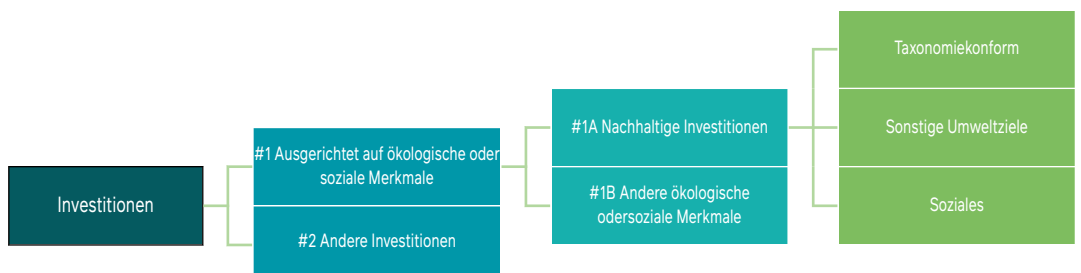 Investitionen
#1 Ausgerichtet auf ökologische oder
soziale Merkmale
#2 Andere Investitionen
#1A Nachhaltige Investitionen
#1B Andere ökologische
odersoziale Merkmale
Taxonomiekonform
Sonstige Umweltziele
Soziales